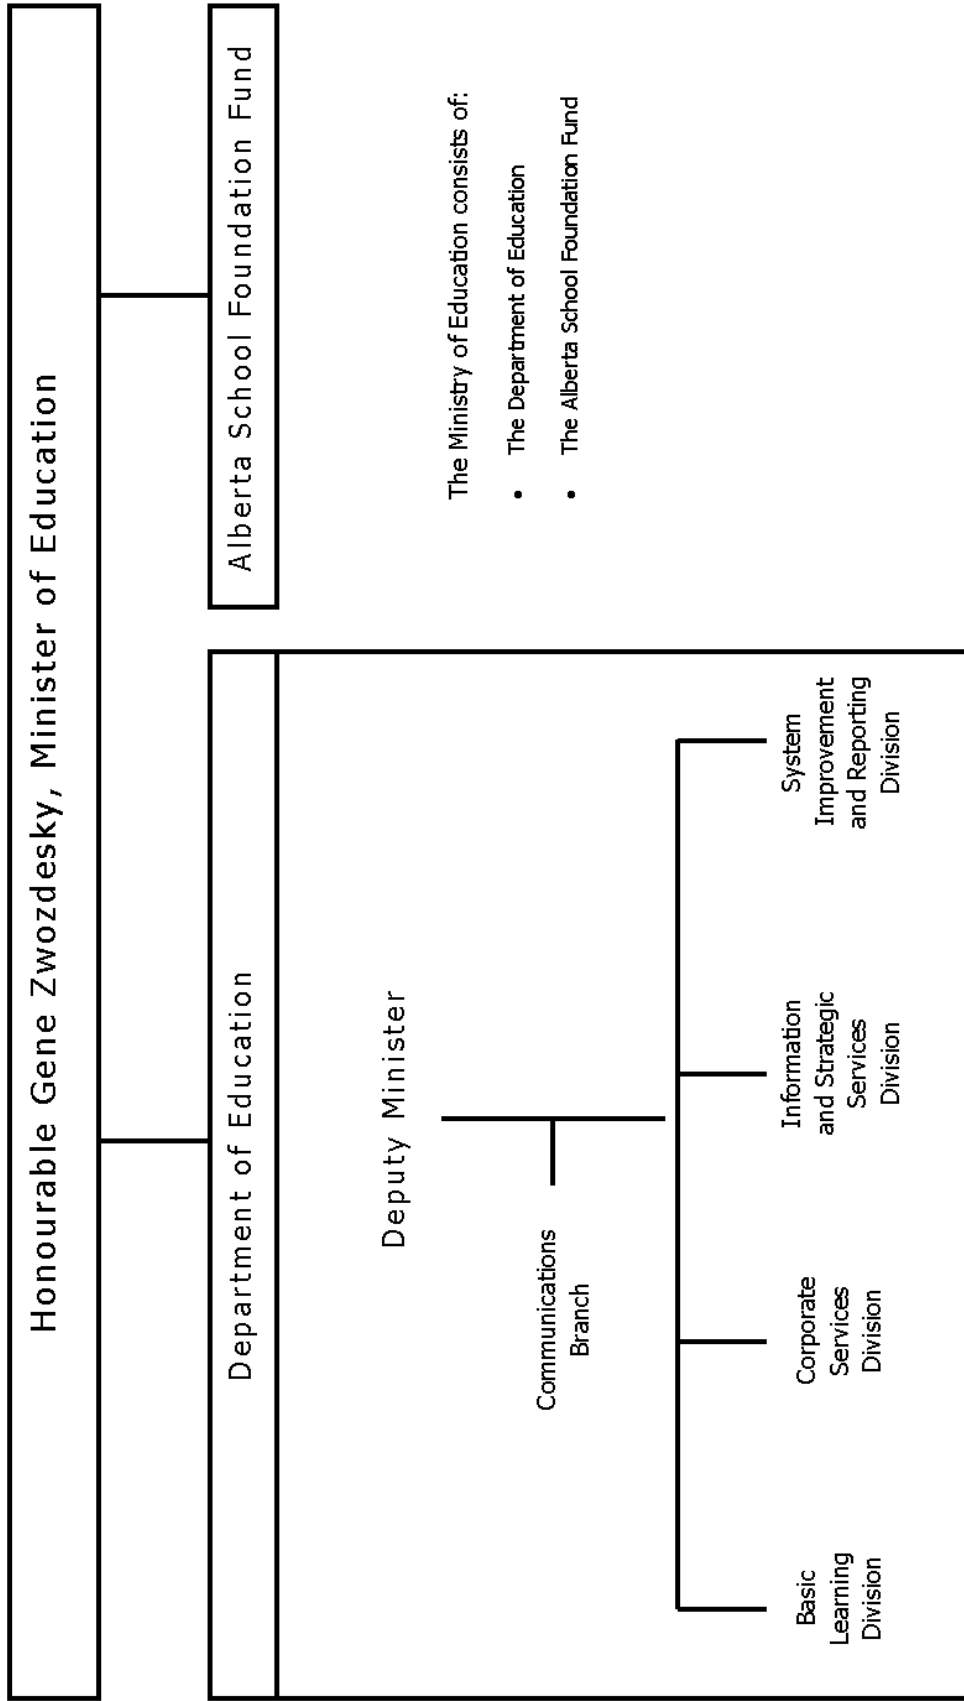 Honourable Gene Zwozdesky, Minister of Education
Department of Education
Alberta School Foundation Fund
Deputy Minister
Communications
Branch
Basic
Learning
Division
Corporate
Services
Division
Information
and Strategic
Services
Division
System
Improvement
and Reporting
Division
The Ministry of Education consists of:
• The Department of Education
• The Alberta School Foundation Fund